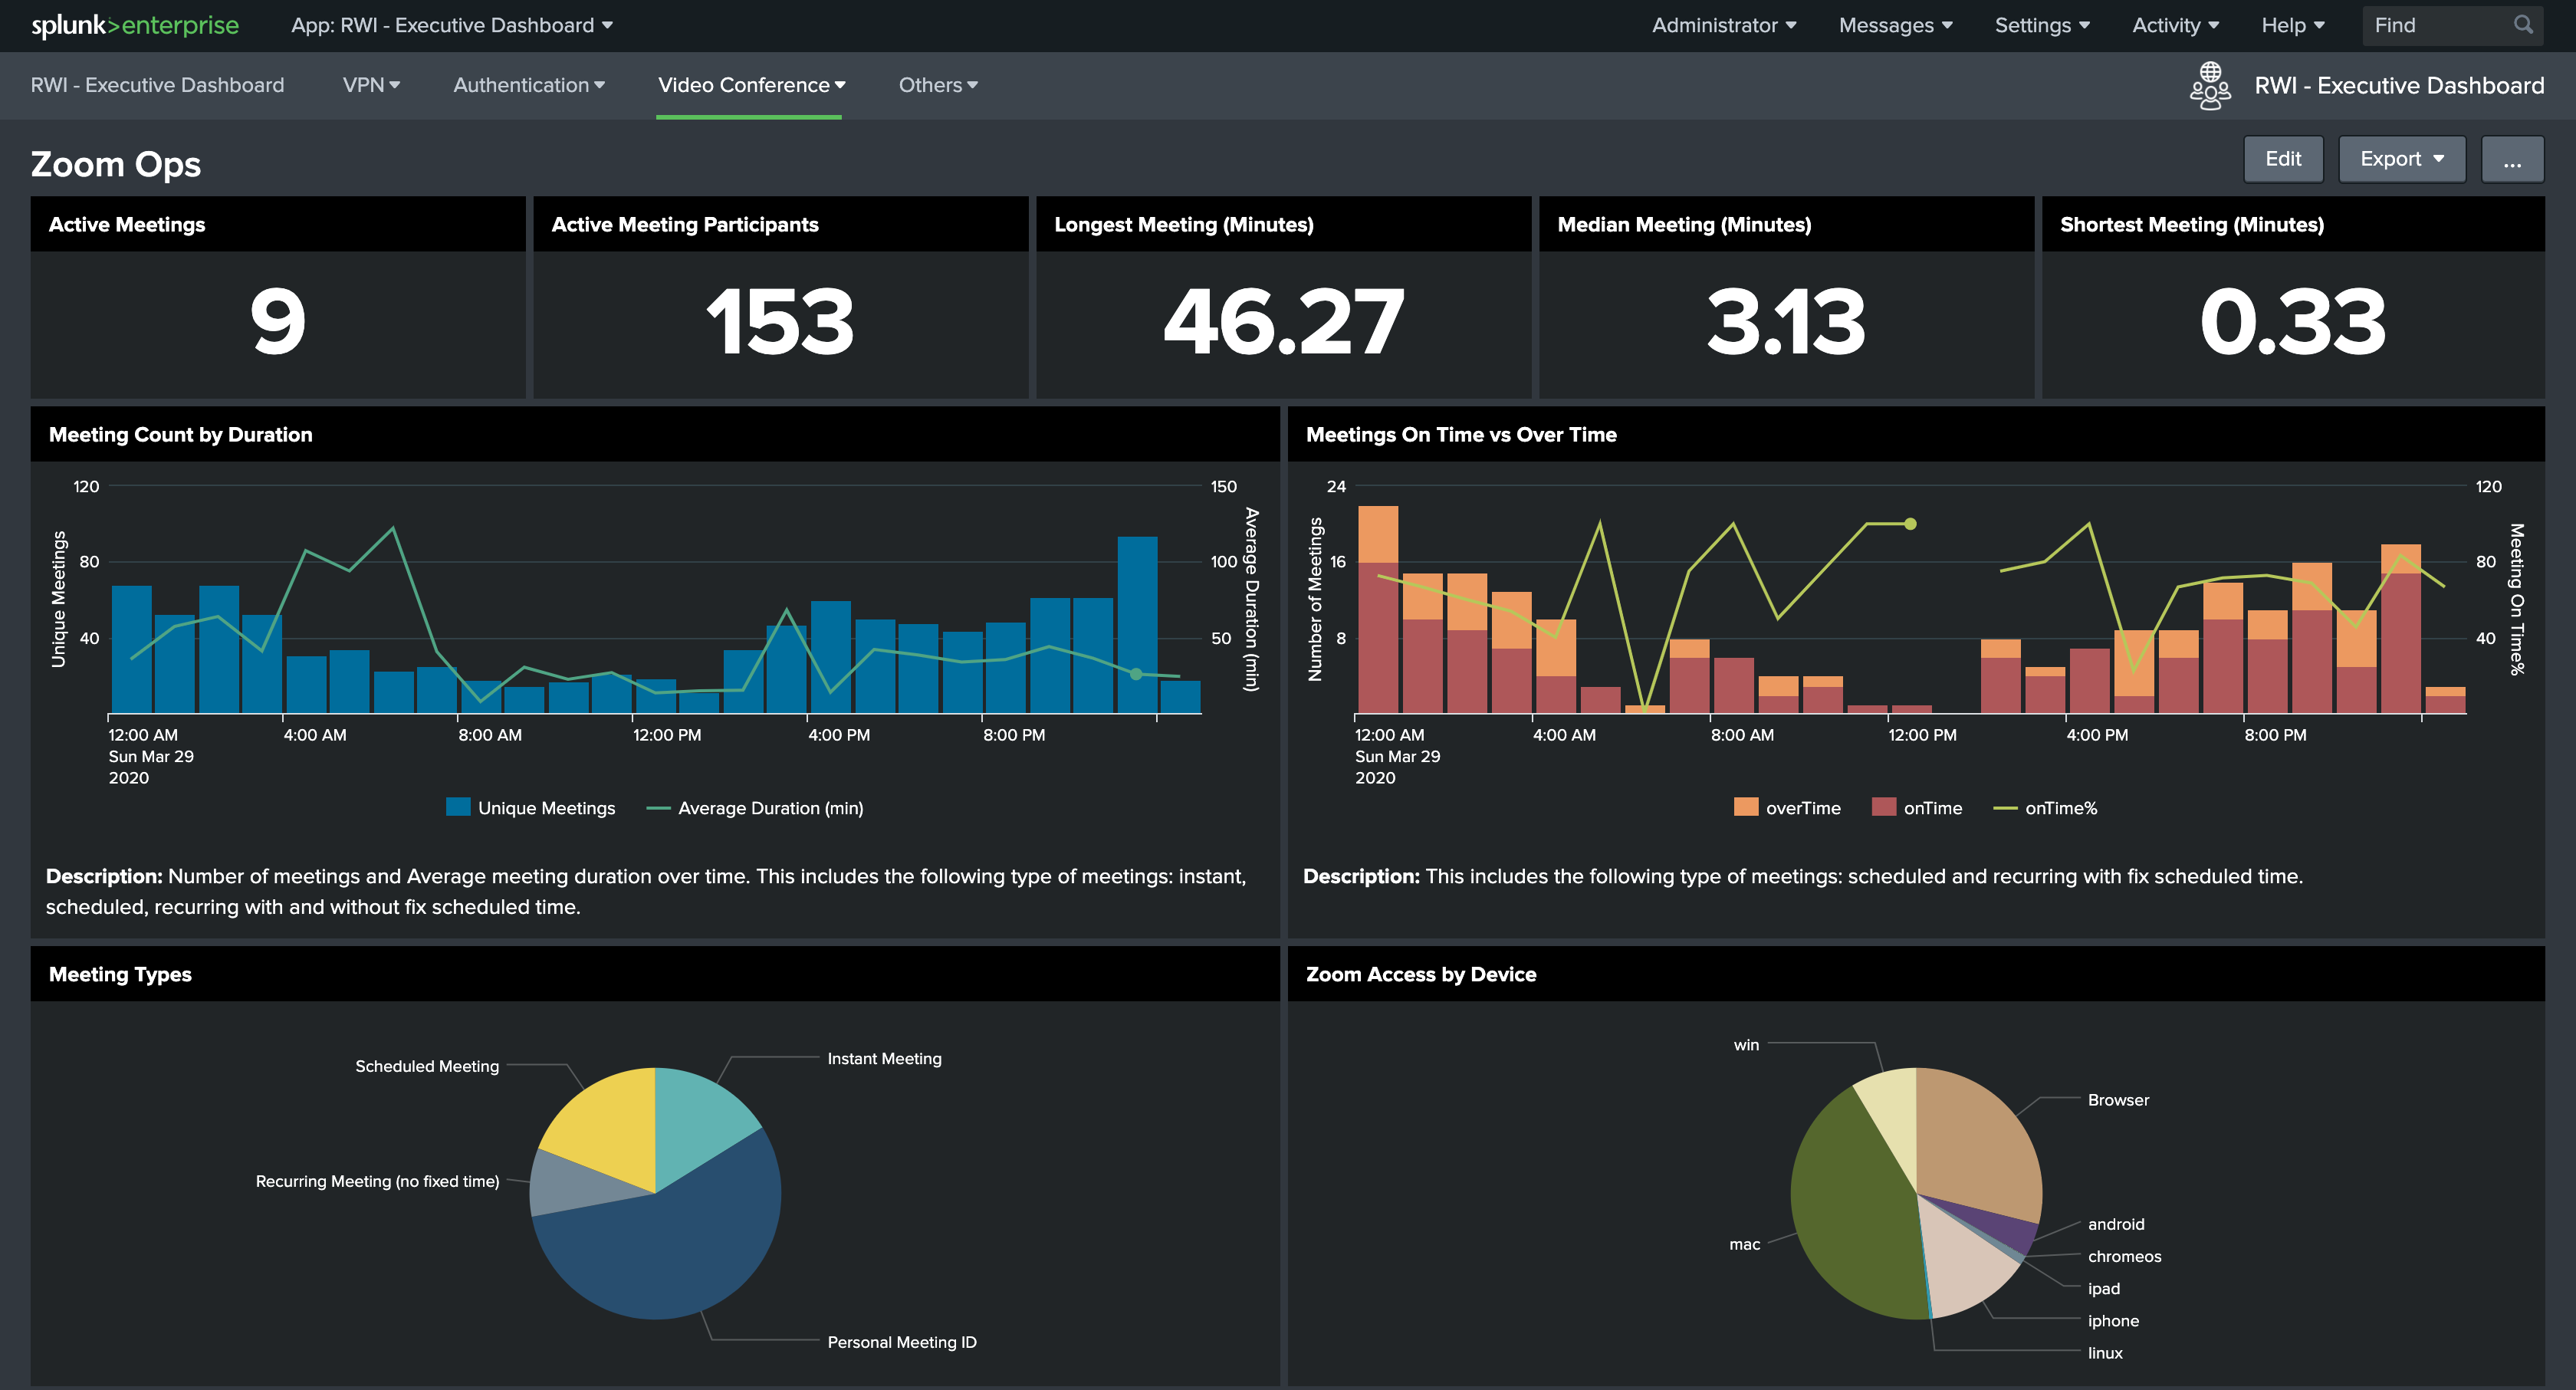 splunk>enterprise App: RWI - Executive Dashboard Administrator Messages Settings Activity Help Find
RWI - Executive Dashboard VPN Authentication Video Conference Others RWI - Executive Dashboard
Zoom Ops Edit Export ...
Active Meetings
9
Active Meeting Participants
153
Longest Meeting (Minutes)
46.27
Median Meeting (Minutes)
3.13
Shortest Meeting (Minutes)
0.33
Meeting Count by Duration
120
80
40
Unique Meetings
150
100
50
Average Duration (min)
12:00 AM 4:00 AM 8:00 AM 12:00 PM 4:00 PM 8:00 PM
Sun Mar 29
2020
Unique Meetings Average Duration (min)
Description: Number of meetings and Average meeting duration over time. This includes the following type of meetings: instant,
scheduled, recurring with and without fix scheduled time.
Meetings On Time vs Over Time
24
16
8
Number of Meetings
120
80
40
Meeting On Time%
12:00 AM 4:00 AM 8:00 AM 12:00 PM 4:00 PM 8:00 PM
Sun Mar 29
2020
overTime onTime onTime%
Description: This includes the following type of meetings: scheduled and recurring with fix scheduled time.
Meeting Types
Scheduled Meeting
Instant Meeting
Recurring Meeting (no fixed time)
Personal Meeting ID
Zoom Access by Device
win
Browser
mac
android
chromeos
ipad
iphone
linux